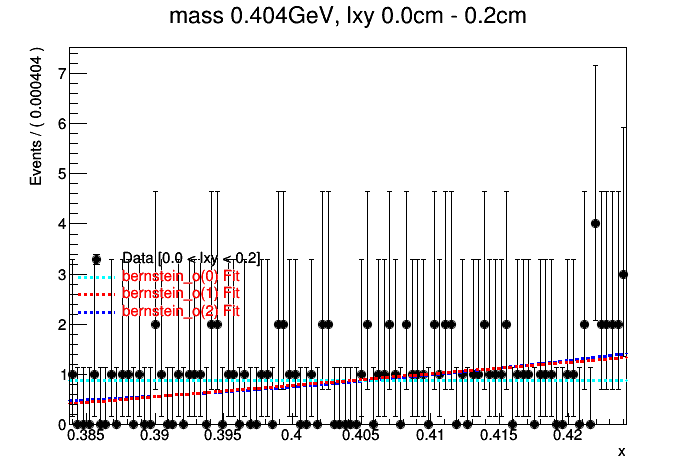 mass 0.404GeV, lxy 0.0cm - 0.2cm
Events / ( 0.000404 )
7
6
5
4
3
2
1
0
Data [0.0 < lxy < 0.2]
bernstein_o(0) Fit
bernstein_o(1) Fit
bernstein_o(2) Fit
0.385 0.39 0.395 0.4 0.405 0.41 0.415 0.42
x